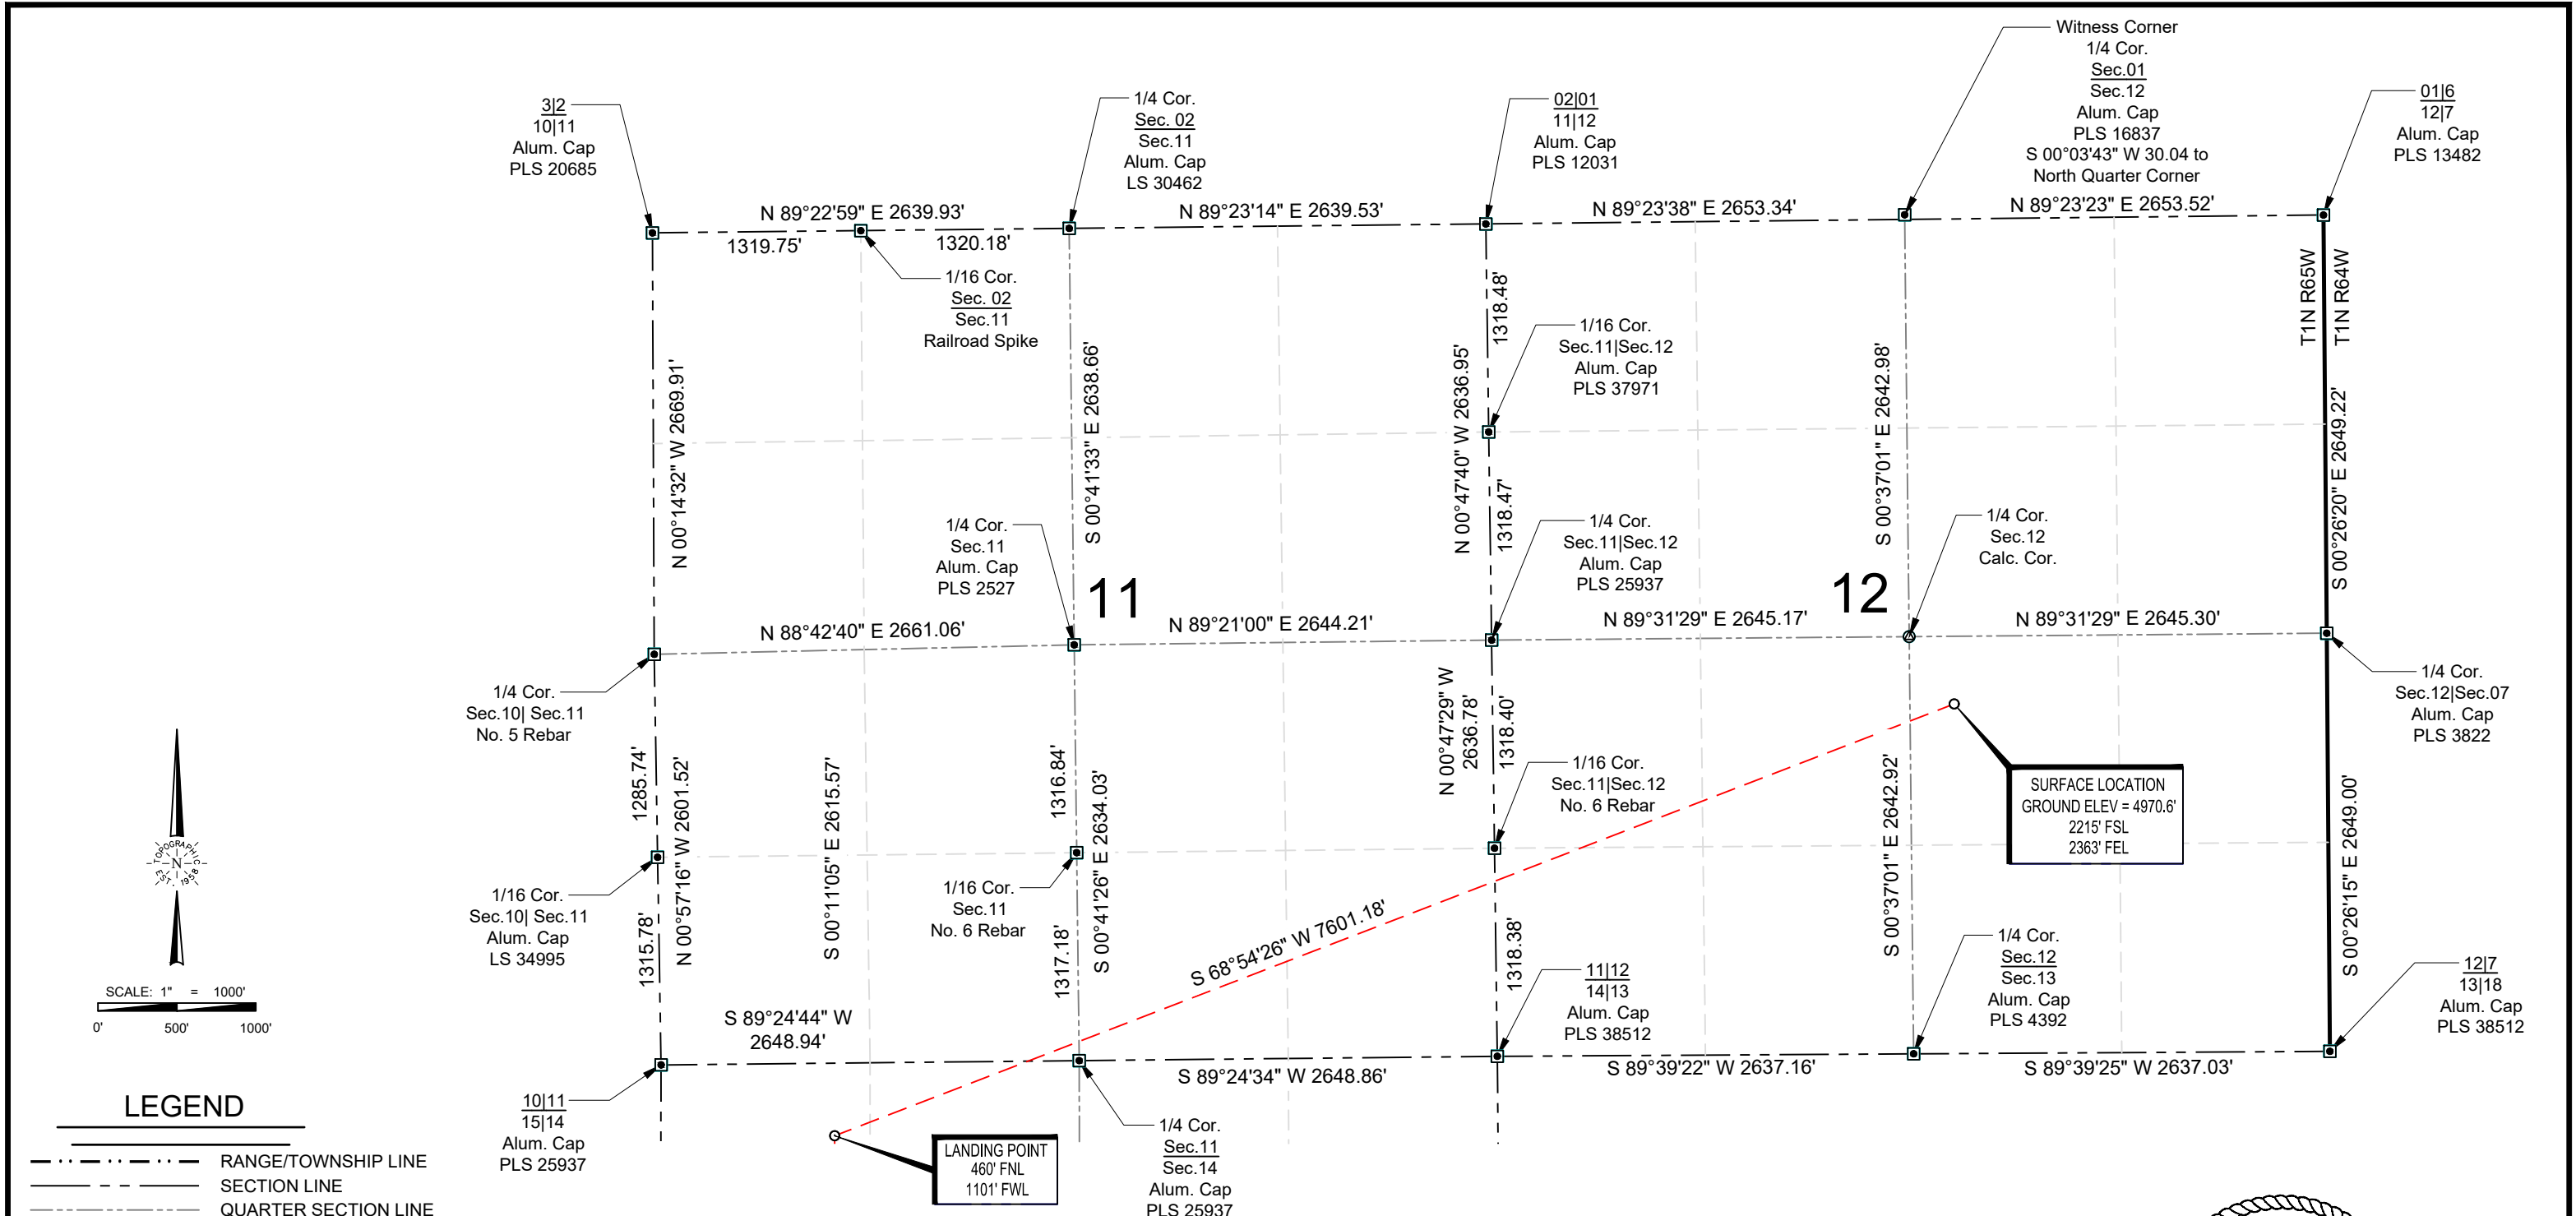 Witness Corner
1/4 Cor.
Sec.01
Sec.12
Alum. Cap
PLS 16837
S 00°03'43" W 30.04 to
North Quarter Corner
3|2
10|11
Alum. Cap
PLS 20685
1/4 Cor.
Sec. 02
Sec.11
Alum. Cap
LS 30462
02|01
11|12
Alum. Cap
PLS 12031
01|6
12|7
Alum. Cap
PLS 13482
N 89°22'59" E 2639.93'
1319.75'
1320.18'
N 89°23'14" E 2639.53'
N 89°23'38" E 2653.34'
N 89°23'23" E 2653.52'
1/16 Cor.
Sec. 02
Sec.11
Railroad Spike
T1N R65W
T1N R64W
1318.48'
1/16 Cor.
Sec.11|Sec.12
Alum. Cap
PLS 37971
N 00°14'32" W 2669.91'
S 00°41'33" E 2638.66'
N 00°47'40" W 2636.95'
1318.47'
S 00°37'01" E 2642.98'
S 00°26'20" E 2649.22'
1/4 Cor.
Sec.11
Alum. Cap
PLS 2527
11
1/4 Cor.
Sec.11|Sec.12
Alum. Cap
PLS 25937
12
1/4 Cor.
Sec.12
Calc. Cor.
N 88°42'40" E 2661.06'
N 89°21'00" E 2644.21'
N 89°31'29" E 2645.17'
N 89°31'29" E 2645.30'
1/4 Cor.
Sec.10| Sec.11
No. 5 Rebar
1/4 Cor.
Sec.12|Sec.07
Alum. Cap
PLS 3822
1285.74'
N 00°57'16" W 2601.52'
S 00°11'05" E 2615.57'
1316.84'
S 00°41'26" E 2634.03'
N 00°47'29" W
2636.78'
1318.40'
1/16 Cor.
Sec.11|Sec.12
No. 6 Rebar
S 00°37'01" E 2642.92'
SURFACE LOCATION
GROUND ELEV = 4970.6'
2215' FSL
2363' FEL
S 00°26'15" E 2649.00'
TOPOGRAPHIC
N
EST. 1958
1/16 Cor.
Sec.10| Sec.11
Alum. Cap
LS 34995
1315.78'
1/16 Cor.
Sec.11
No. 6 Rebar
1317.18'
S 68°54'26" W 7601.18'
1318.38'
SCALE: 1" = 1000'
0' 500' 1000'
S 89°24'44" W
2648.94'
11|12
14|13
Alum. Cap
PLS 38512
1/4 Cor.
Sec.12
Sec.13
Alum. Cap
PLS 4392
12|7
13|18
Alum. Cap
PLS 38512
S 89°24'34" W 2648.86'
S 89°39'22" W 2637.16'
S 89°39'25" W 2637.03'
10|11
15|14
Alum. Cap
PLS 25937
LANDING POINT
460' FNL
1101' FWL
1/4 Cor.
Sec.11
Sec.14
Alum. Cap
PLS 25937
LEGEND
RANGE/TOWNSHIP LINE
SECTION LINE
QUARTER SECTION LINE